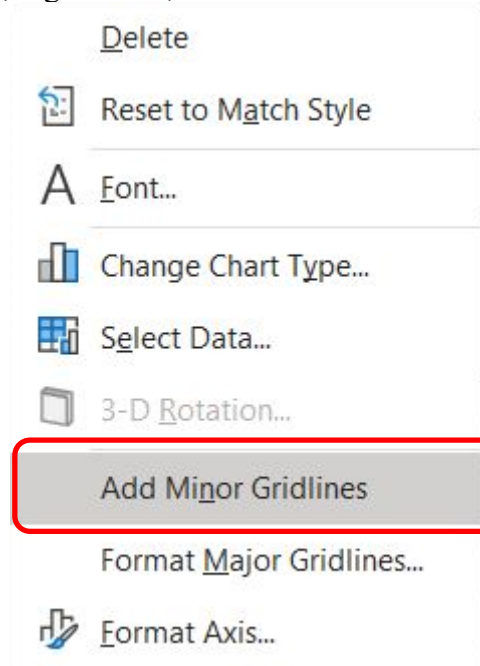 Delete
Reset to Match Style
A Font...
Change Chart Type...
Select Data...
3-D Rotation...
Add Minor Gridlines
Format Major Gridlines...
Format Axis...